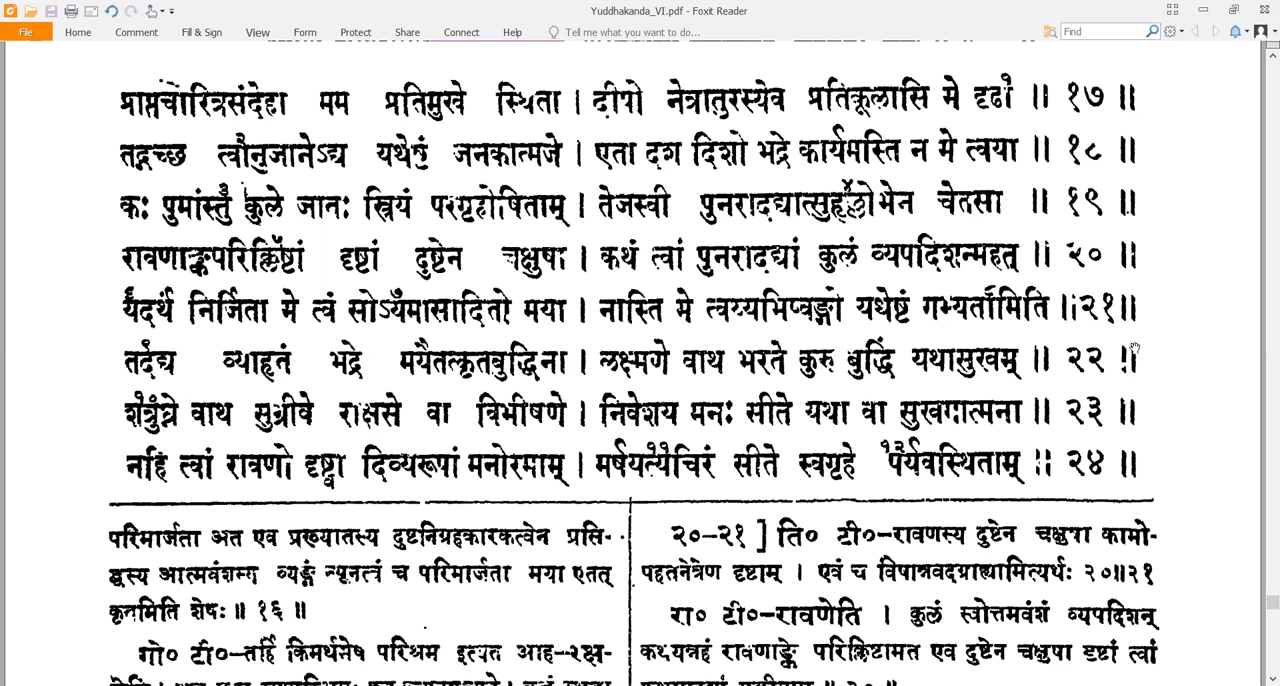 Yuddhakanda_VI.pdf - Foxit Reader
File Home Comment Fill & Sign View Form Protect Share Connect Help Tell me what you want to do... Find
प्राप्तचारित्रसंदेहा मम प्रतिमुखे स्थिता । दीपो नेत्रातुरस्येव प्रतिकूलासि मे दृढा ॥ १७ ॥
तद्गच्छ त्वानुजानेऽद्य यथेष्टं जनकात्मजे । एता दश दिशो भद्रे कार्यमस्ति न मे त्वया ॥ १८ ॥
कः पुमांस्तु कुले जातः स्त्रियं परगृहोषिताम् । तेजस्वी पुनरादद्यात्सुहृल्लोभेन चेतसा ॥ १९ ॥
रावणाङ्कपरिक्लिष्टां दृष्टां दुष्टेन चक्षुषा । कथं त्वां पुनरादद्यां कुलं व्यपदिशन्महत् ॥ २० ॥
यदर्थं निर्जिता मे त्वं सोऽयमासादितो मया । नास्ति मे त्वय्यभिष्वङ्गो यथेष्टं गम्यतामिति ॥ २१ ॥
तदद्य व्याहृतं भद्रे मयैतत्कृतबुद्धिना । लक्ष्मणे वाथ भरते कुरु बुद्धिं यथासुखम् ॥ २२ ॥
शत्रुघ्ने वाथ सुग्रीवे राक्षसे वा विभीषणे । निवेशय मनः सीते यथा वा सुखमात्मना ॥ २३ ॥
नहि त्वां रावणो दृष्ट्वा दिव्यरूपां मनोरमाम् । मर्षयत्यचिरं सीते स्वगृहे पर्यवस्थिताम् ॥ २४ ॥
परिमार्जता अत एव प्रख्यातस्य दुष्टनिग्रहकारकत्वेन प्रसि-
द्धस्य आत्मवंशस्य व्यङ्गं न्यूनत्वं च परिमार्जता मया एतत्
कृतमिति शेषः ॥ १६ ॥
गो० टी०-तर्हि किमर्थमेष परिश्रम इत्यत आह--रक्ष-
२०-२१ ] ति० टी०-रावणस्य दुष्टेन चक्षुषा कामो-
पहतनेत्रेण दृष्टाम् । एवं च विषान्नवदग्राह्यामित्यर्थः २०॥२१
रा० टी०-रावणेति । कुलं स्वोत्तमवंशं व्यपदिशन्
कथयन्नहं रावणाङ्के परिक्लिष्टामत एव दुष्टेन चक्षुषा दृष्टां त्वां